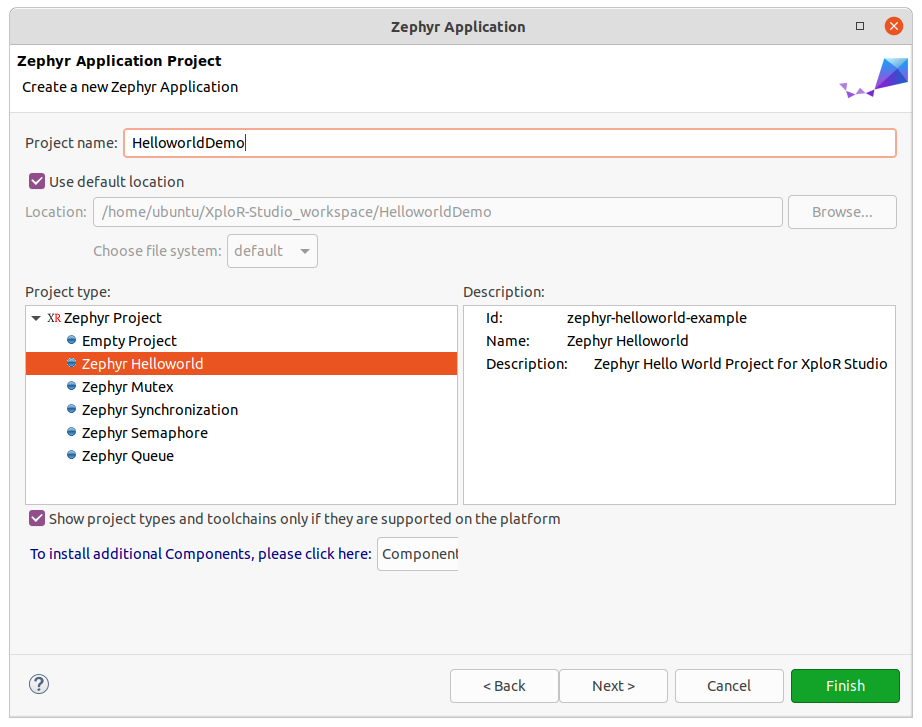 Zephyr Application
Zephyr Application Project
Create a new Zephyr Application
Project name: HelloworldDemo
Use default location
Location: /home/ubuntu/XploR-Studio_workspace/HelloworldDemo Browse...
Choose file system: default
Project type: Description:
XR Zephyr Project Id: zephyr-helloworld-example
Empty Project Name: Zephyr Helloworld
Zephyr Helloworld Description: Zephyr Hello World Project for XploR Studio
Zephyr Mutex
Zephyr Synchronization
Zephyr Semaphore
Zephyr Queue
Show project types and toolchains only if they are supported on the platform
To install additional Components, please click here: Component
? < Back Next > Cancel Finish